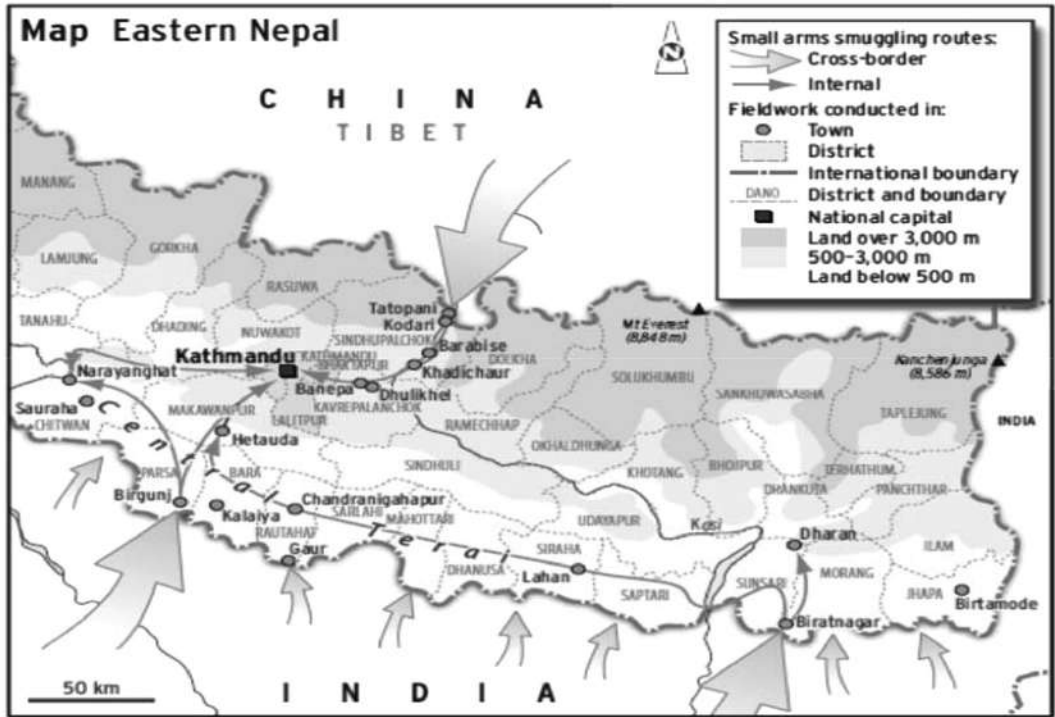 Map Eastern Nepal
Small arms smuggling routes:
Cross-border
Internal
Fieldwork conducted in:
Town
District
International boundary
DANO District and boundary
National capital
Land over 3,000 m
500–3,000 m
Land below 500 m
N
CHINA
TIBET
MANANG
LAMJUNG
GORKHA
RASUWA
TANAHU
DHADING
NUWAKOT
SINDHUPALCHOK
Tatopani
Kodari
Barabise
Khadichaur
DOLKHA
Mt Everest
(8,848 m)
Kanchenjunga
(8,586 m)
Kathmandu
KATHMANDU
BHAKTAPUR
Narayanghat
Banepa
Dhulikhel
SOLUKHUMBU
SANKHUWASABHA
TAPLEJUNG
INDIA
Sauraha
CHITWAN
MAKAWANPUR
LALITPUR
KAVREPALANCHOK
RAMECHHAP
Hetauda
OKHALDHUNGA
KHOTANG
BHOJPUR
TERHATHUM
PARSA
BARA
SINDHULI
DHANKUTA
PANCHTHAR
Birgunj
Kalaiya
Chandranigahapur
SARLAHI
MAHOTTARI
Central Terai
RAUTAHAT
UDAYAPUR
Kosi
Dharan
ILAM
Gaur
DHANUSA
SIRAHA
Lahan
SAPTARI
SUNSARI
MORANG
JHAPA
Birtamode
Biratnagar
50 km
INDIA